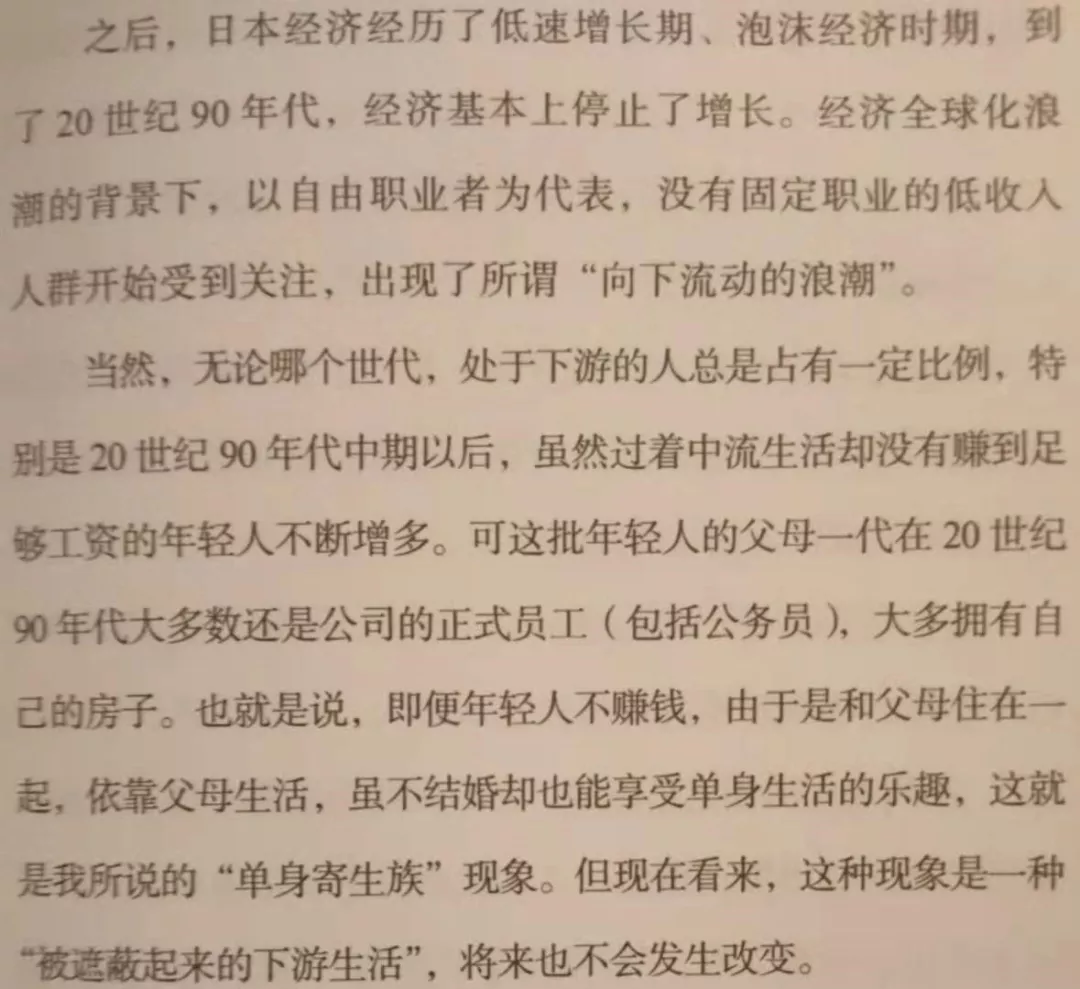 之后，日本经济经历了低速增长期、泡沫经济时期，到
了20世纪90年代，经济基本上停止了增长。经济全球化浪
潮的背景下，以自由职业者为代表，没有固定职业的低收入
人群开始受到关注，出现了所谓“向下流动的浪潮”。
当然，无论哪个世代，处于下游的人总是占有一定比例，特
别是20世纪90年代中期以后，虽然过着中流生活却没有赚到足
够工资的年轻人不断增多。可这批年轻人的父母一代在20世纪
90年代大多数还是公司的正式员工（包括公务员），大多拥有自
己的房子。也就是说，即便年轻人不赚钱，由于是和父母住在一
起，依靠父母生活，虽不结婚却也能享受单身生活的乐趣，这就
是我所说的“单身寄生族”现象。但现在看来，这种现象是一种
“被遮蔽起来的下游生活”，将来也不会发生改变。